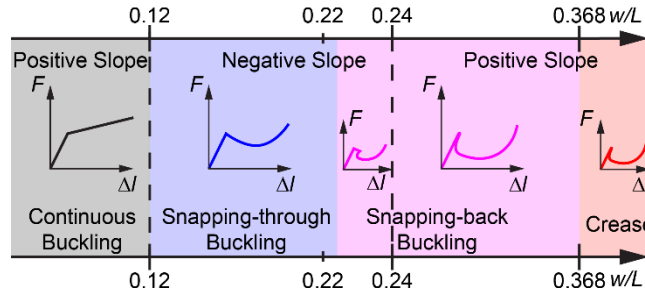 0.12 0.22 0.24 0.368 w/L
Positive Slope Negative Slope Positive Slope
F F F F F
Δl Δl Δl Δl Δ
Continuous Snapping-through Snapping-back Crease
Buckling Buckling Buckling
0.12 0.22 0.24 0.368 w/L